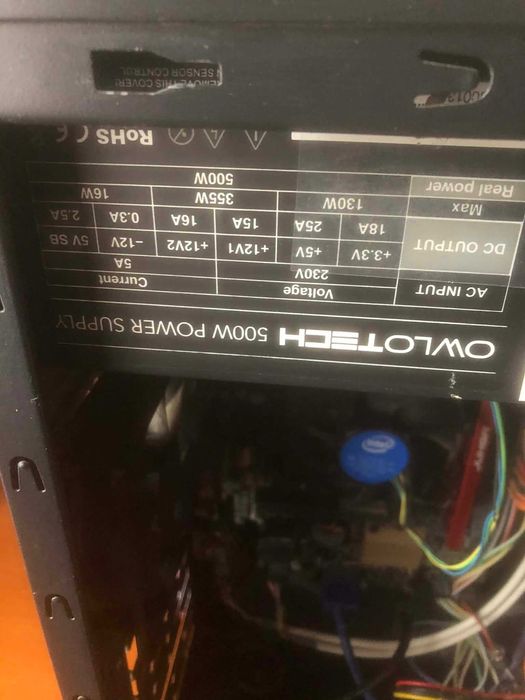 OWLOTECH 500W POWER SUPPLY
AC INPUT Voltage Current
230V 5A
DC OUTPUT +3.3V +5V +12V1 +12V2 -12V 5V SB
18A 25A 15A 16A 0.3A 2.5A
Max 130W 355W 16W
Real power 500W
RoHS CE
REMOVE THIS COVER!
N SENSOR CONTROL
intel